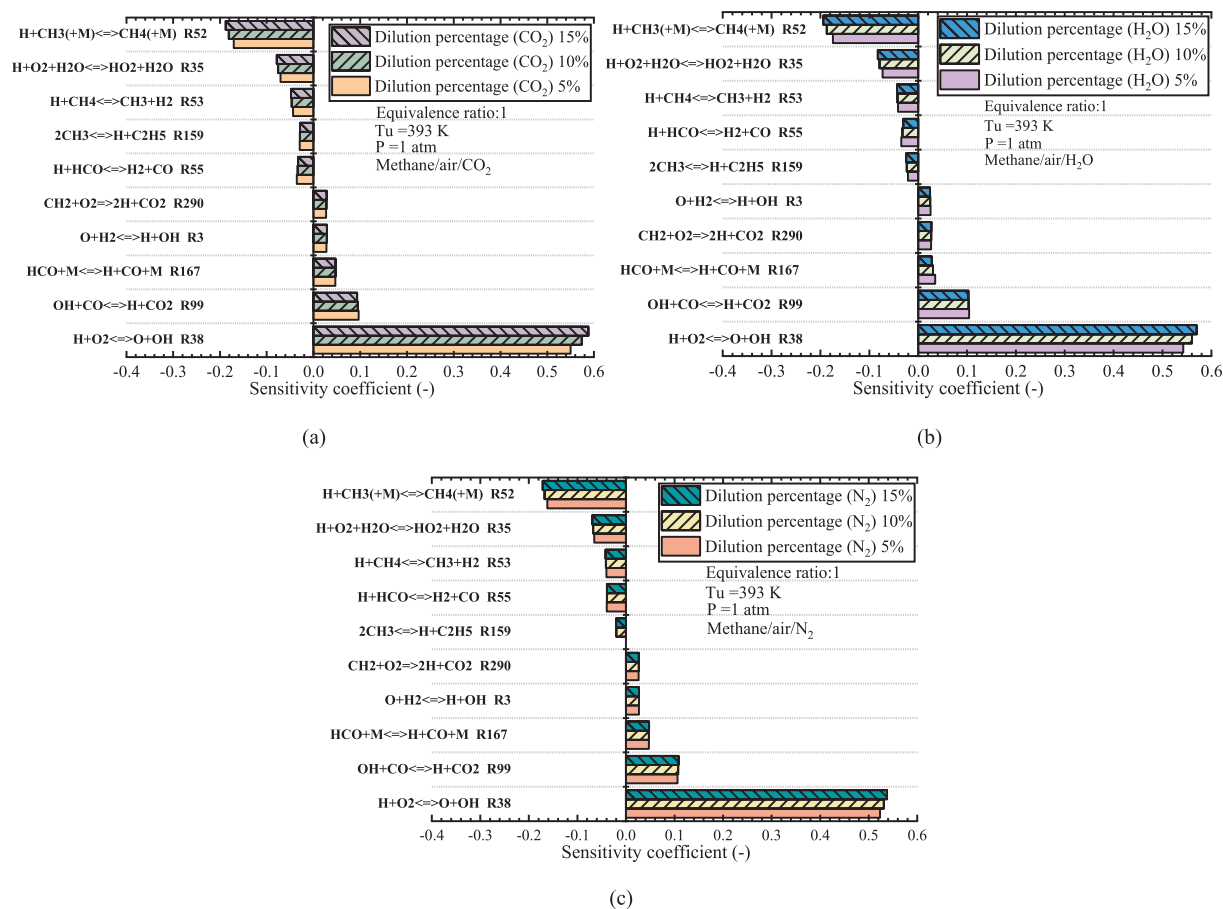 H+CH3(+M)<=>CH4(+M) R52
H+O2+H2O<=>HO2+H2O R35
H+CH4<=>CH3+H2 R53
2CH3<=>H+C2H5 R159
H+HCO<=>H2+CO R55
CH2+O2=>2H+CO2 R290
O+H2<=>H+OH R3
HCO+M<=>H+CO+M R167
OH+CO<=>H+CO2 R99
H+O2<=>O+OH R38
Dilution percentage (CO₂) 15%
Dilution percentage (CO₂) 10%
Dilution percentage (CO₂) 5%
Equivalence ratio:1
Tu =393 K
P =1 atm
Methane/air/CO₂
-0.4 -0.3 -0.2 -0.1 0.0 0.1 0.2 0.3 0.4 0.5 0.6
Sensitivity coefficient (-)
(a)
H+CH3(+M)<=>CH4(+M) R52
H+O2+H2O<=>HO2+H2O R35
H+CH4<=>CH3+H2 R53
H+HCO<=>H2+CO R55
2CH3<=>H+C2H5 R159
O+H2<=>H+OH R3
CH2+O2=>2H+CO2 R290
HCO+M<=>H+CO+M R167
OH+CO<=>H+CO2 R99
H+O2<=>O+OH R38
Dilution percentage (H₂O) 15%
Dilution percentage (H₂O) 10%
Dilution percentage (H₂O) 5%
Equivalence ratio:1
Tu =393 K
P =1 atm
Methane/air/H₂O
-0.4 -0.3 -0.2 -0.1 0.0 0.1 0.2 0.3 0.4 0.5 0.6
Sensitivity coefficient (-)
(b)
H+CH3(+M)<=>CH4(+M) R52
H+O2+H2O<=>HO2+H2O R35
H+CH4<=>CH3+H2 R53
H+HCO<=>H2+CO R55
2CH3<=>H+C2H5 R159
CH2+O2=>2H+CO2 R290
O+H2<=>H+OH R3
HCO+M<=>H+CO+M R167
OH+CO<=>H+CO2 R99
H+O2<=>O+OH R38
Dilution percentage (N₂) 15%
Dilution percentage (N₂) 10%
Dilution percentage (N₂) 5%
Equivalence ratio:1
Tu =393 K
P =1 atm
Methane/air/N₂
-0.4 -0.3 -0.2 -0.1 0.0 0.1 0.2 0.3 0.4 0.5 0.6
Sensitivity coefficient (-)
(c)